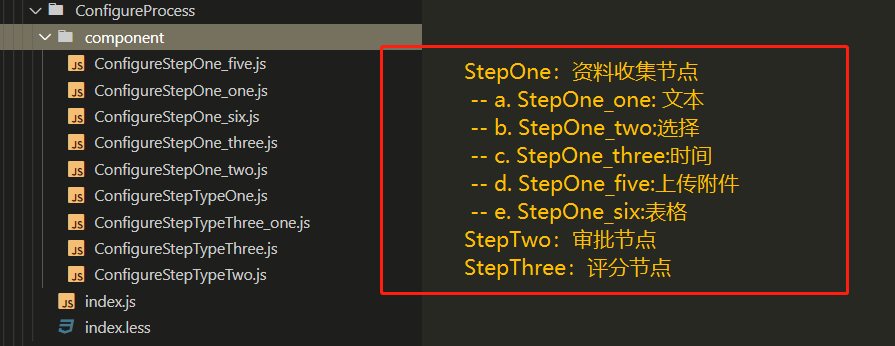 ConfigureProcess
component
JS ConfigureStepOne_five.js
JS ConfigureStepOne_one.js
JS ConfigureStepOne_six.js
JS ConfigureStepOne_three.js
JS ConfigureStepOne_two.js
JS ConfigureStepTypeOne.js
JS ConfigureStepTypeThree_one.js
JS ConfigureStepTypeThree.js
JS ConfigureStepTypeTwo.js
JS index.js
index.less
StepOne：资料收集节点
-- a. StepOne_one: 文本
-- b. StepOne_two:选择
-- c. StepOne_three:时间
-- d. StepOne_five:上传附件
-- e. StepOne_six:表格
StepTwo：审批节点
StepThree：评分节点